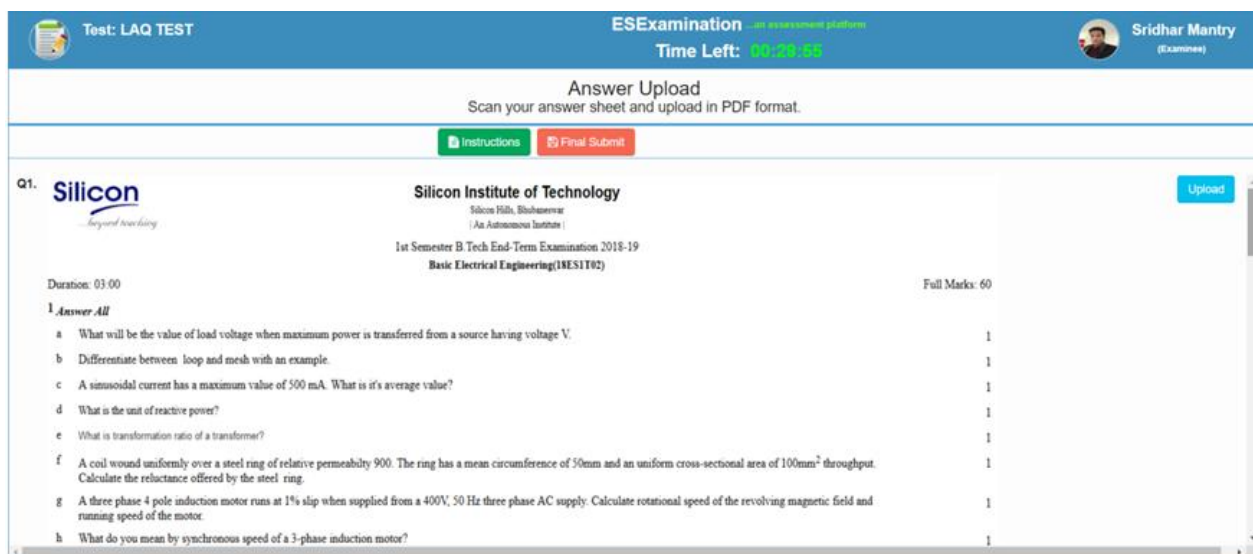 Test: LAQ TEST
ESExamination ...an assessment platform
Time Left: 00:28:55
Sridhar Mantry
(Examinee)
Answer Upload
Scan your answer sheet and upload in PDF format.
Instructions
Final Submit
Q1.
Silicon
...beyond teaching
Silicon Institute of Technology
Silicon Hills, Bhubaneswar
| An Autonomous Institute |
1st Semester B.Tech End-Term Examination 2018-19
Basic Electrical Engineering(18ES1T02)
Upload
Duration: 03:00
Full Marks: 60
1 Answer All
a What will be the value of load voltage when maximum power is transferred from a source having voltage V. 1
b Differentiate between loop and mesh with an example. 1
c A sinusoidal current has a maximum value of 500 mA. What is it's average value? 1
d What is the unit of reactive power? 1
e What is transformation ratio of a transformer? 1
f A coil wound uniformly over a steel ring of relative permeabilty 900. The ring has a mean circumference of 50mm and an uniform cross-sectional area of 100mm² throughput. 1
Calculate the reluctance offered by the steel ring.
g A three phase 4 pole induction motor runs at 1% slip when supplied from a 400V, 50 Hz three phase AC supply. Calculate rotational speed of the revolving magnetic field and 1
running speed of the motor.
h What do you mean by synchronous speed of a 3-phase induction motor? 1